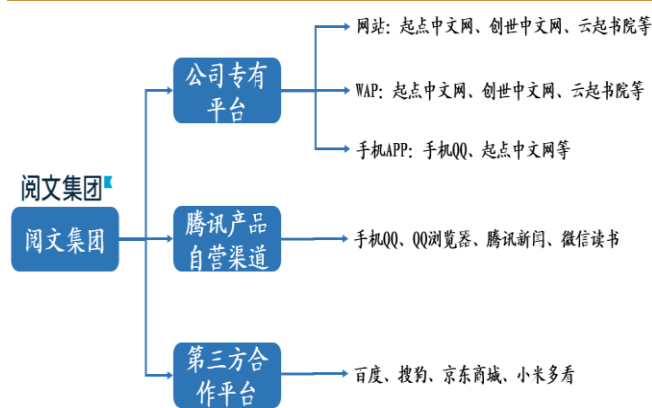 网站：起点中文网、创世中文网、云起书院等
公司专有
平台
WAP：起点中文网、创世中文网、云起书院等
手机APP：手机QQ、起点中文网等
阅文集团
阅文集团
腾讯产品
自营渠道
手机QQ、QQ浏览器、腾讯新闻、微信读书
第三方合
作平台
百度、搜狗、京东商城、小米多看